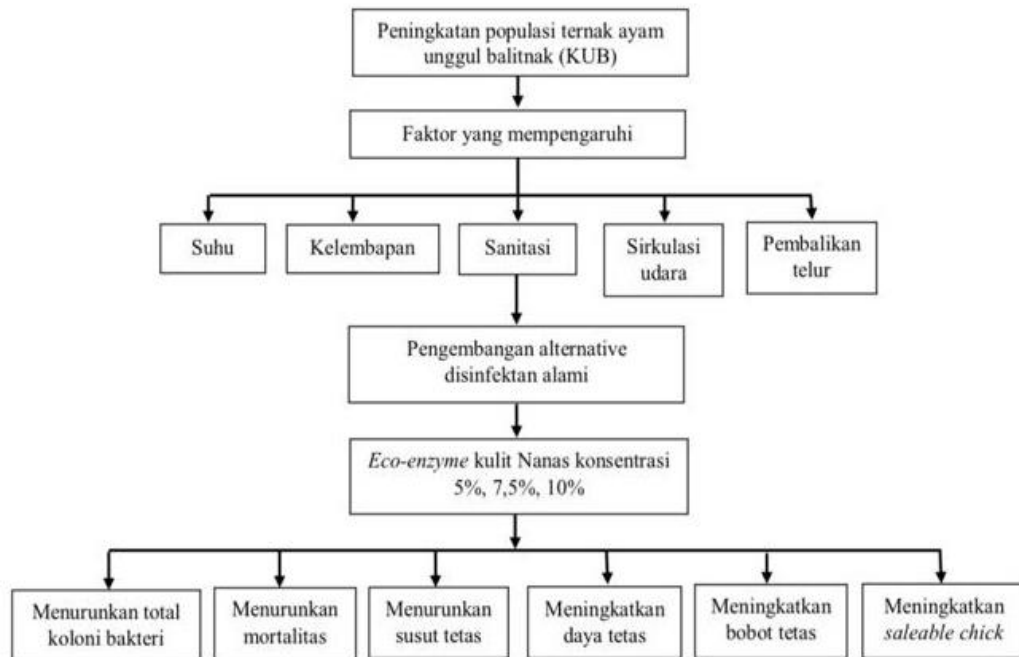 Peningkatan populasi ternak ayam
unggul balitnak (KUB)
Faktor yang mempengaruhi
Suhu
Kelembapan
Sanitasi
Sirkulasi
udara
Pembalikan
telur
Pengembangan alternative
disinfektan alami
Eco-enzyme kulit Nanas konsentrasi
5%, 7,5%, 10%
Menurunkan total
koloni bakteri
Menurunkan
mortalitas
Menurunkan
susut tetas
Meningkatkan
daya tetas
Meningkatkan
bobot tetas
Meningkatkan
saleable chick